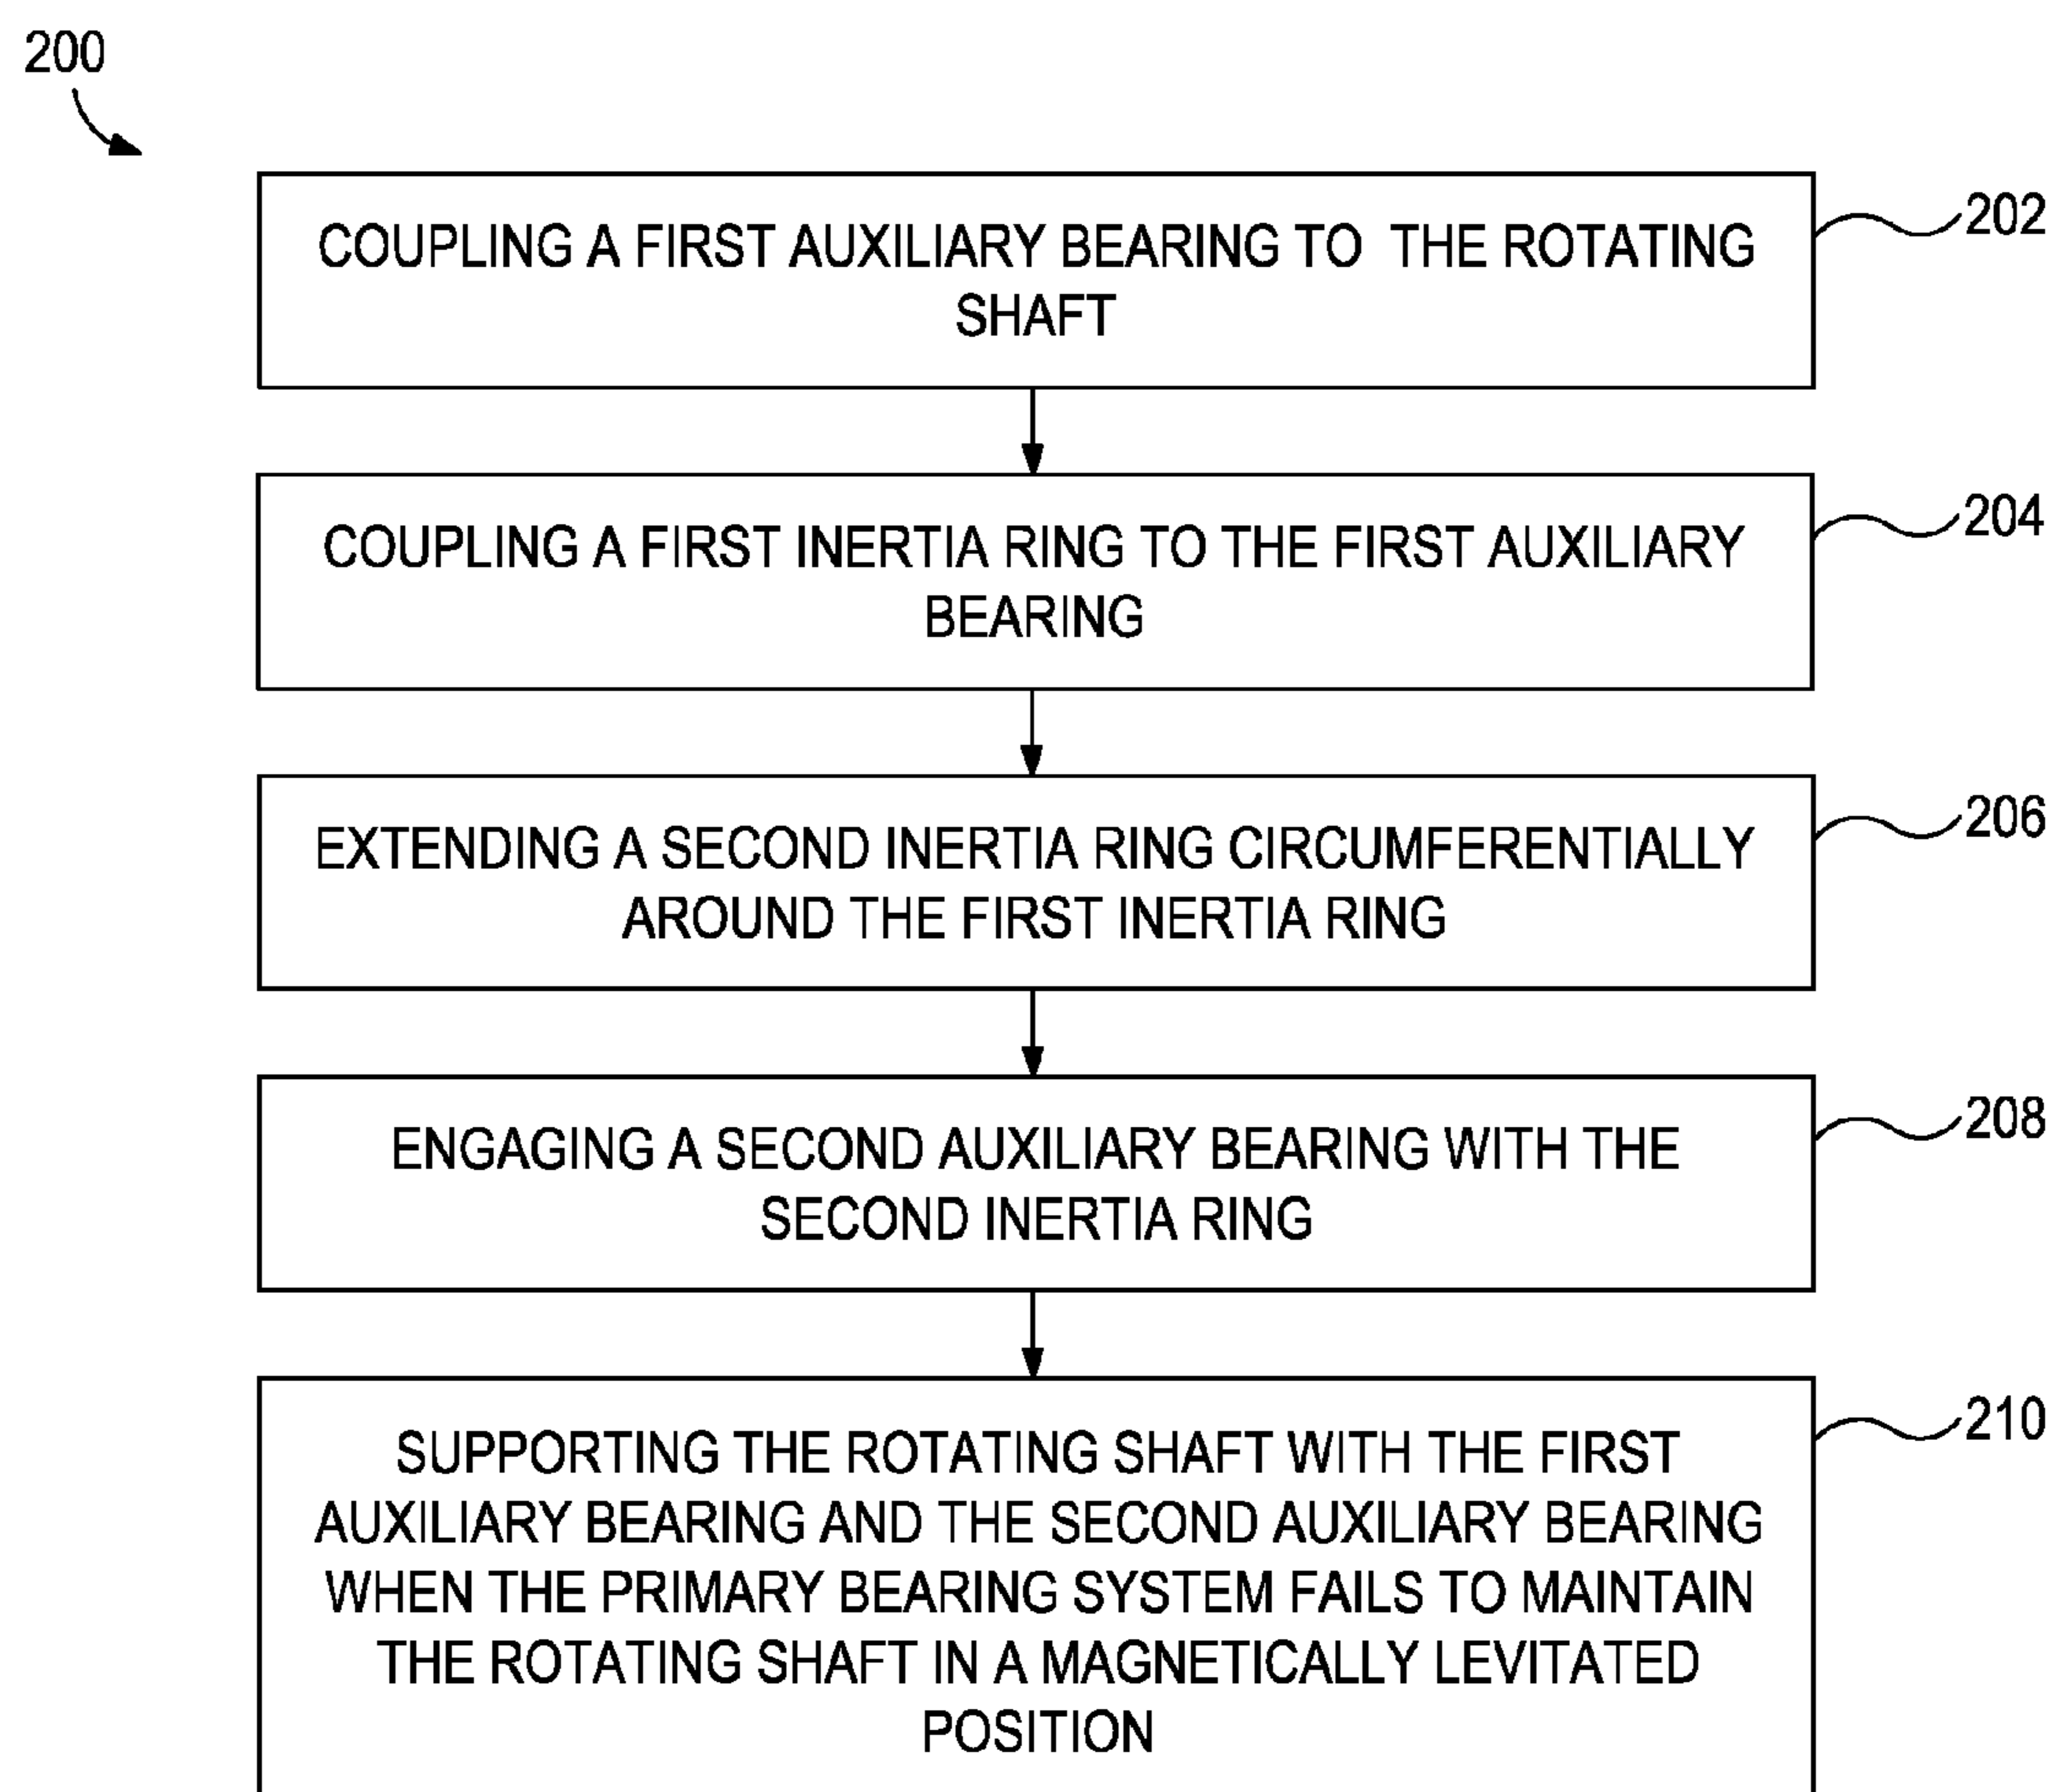 200
COUPLING A FIRST AUXILIARY BEARING TO THE ROTATING
SHAFT
202
COUPLING A FIRST INERTIA RING TO THE FIRST AUXILIARY
BEARING
204
EXTENDING A SECOND INERTIA RING CIRCUMFERENTIALLY
AROUND THE FIRST INERTIA RING
206
ENGAGING A SECOND AUXILIARY BEARING WITH THE
SECOND INERTIA RING
208
SUPPORTING THE ROTATING SHAFT WITH THE FIRST
AUXILIARY BEARING AND THE SECOND AUXILIARY BEARING
WHEN THE PRIMARY BEARING SYSTEM FAILS TO MAINTAIN
THE ROTATING SHAFT IN A MAGNETICALLY LEVITATED
POSITION
210